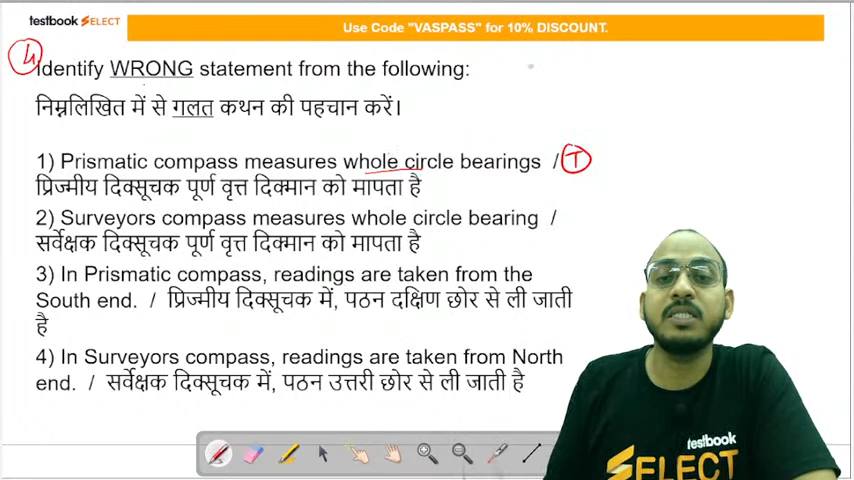 testbook SELECT
Use Code "VASPASS" for 10% DISCOUNT.
4
Identify WRONG statement from the following:
निम्नलिखित में से गलत कथन की पहचान करें।
1) Prismatic compass measures whole circle bearings / T
प्रिज्मीय दिक्सूचक पूर्ण वृत्त दिक्मान को मापता है
2) Surveyors compass measures whole circle bearing /
सर्वेक्षक दिक्सूचक पूर्ण वृत्त दिक्मान को मापता है
3) In Prismatic compass, readings are taken from the
South end. / प्रिज्मीय दिक्सूचक में, पठन दक्षिण छोर से ली जाती
है
4) In Surveyors compass, readings are taken from North
end. / सर्वेक्षक दिक्सूचक में, पठन उत्तरी छोर से ली जाती है
testbook
SELECT